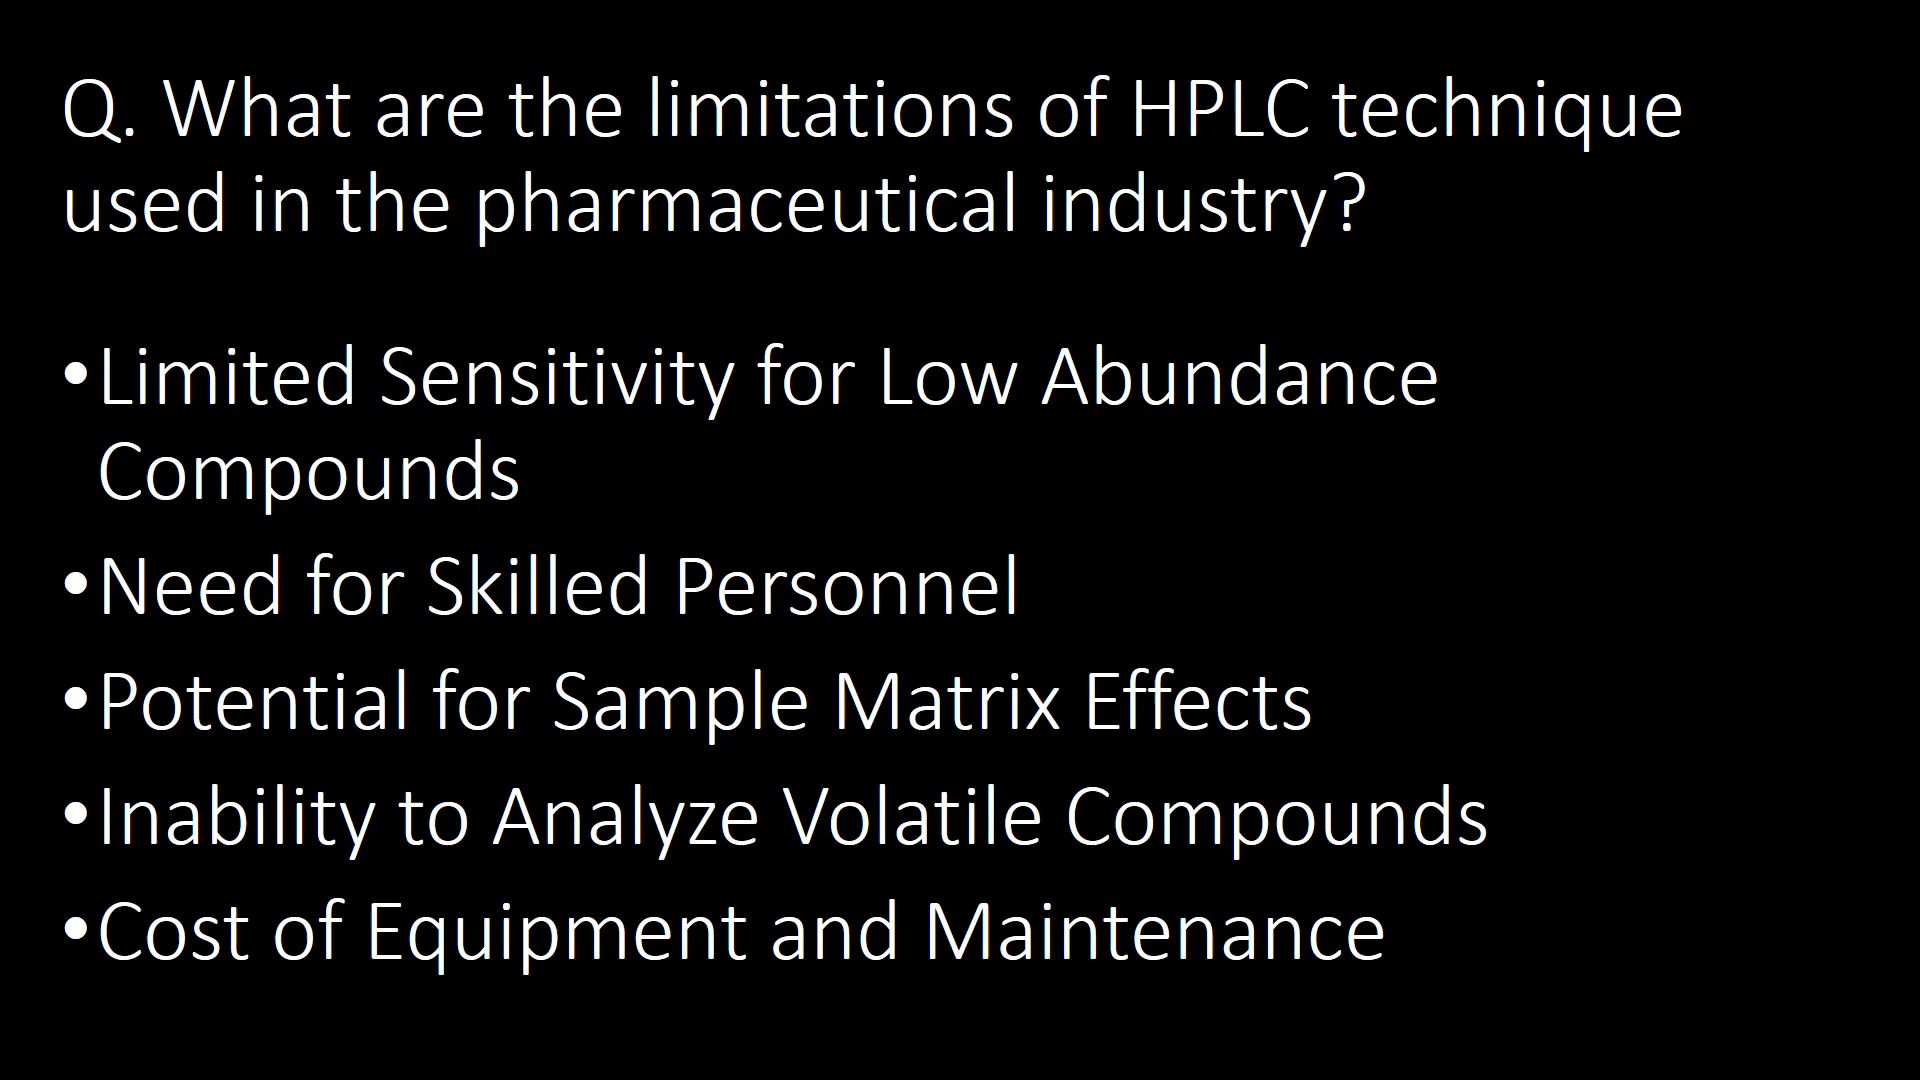 Q. What are the limitations of HPLC technique
used in the pharmaceutical industry?
•Limited Sensitivity for Low Abundance
Compounds
•Need for Skilled Personnel
•Potential for Sample Matrix Effects
•Inability to Analyze Volatile Compounds
•Cost of Equipment and Maintenance